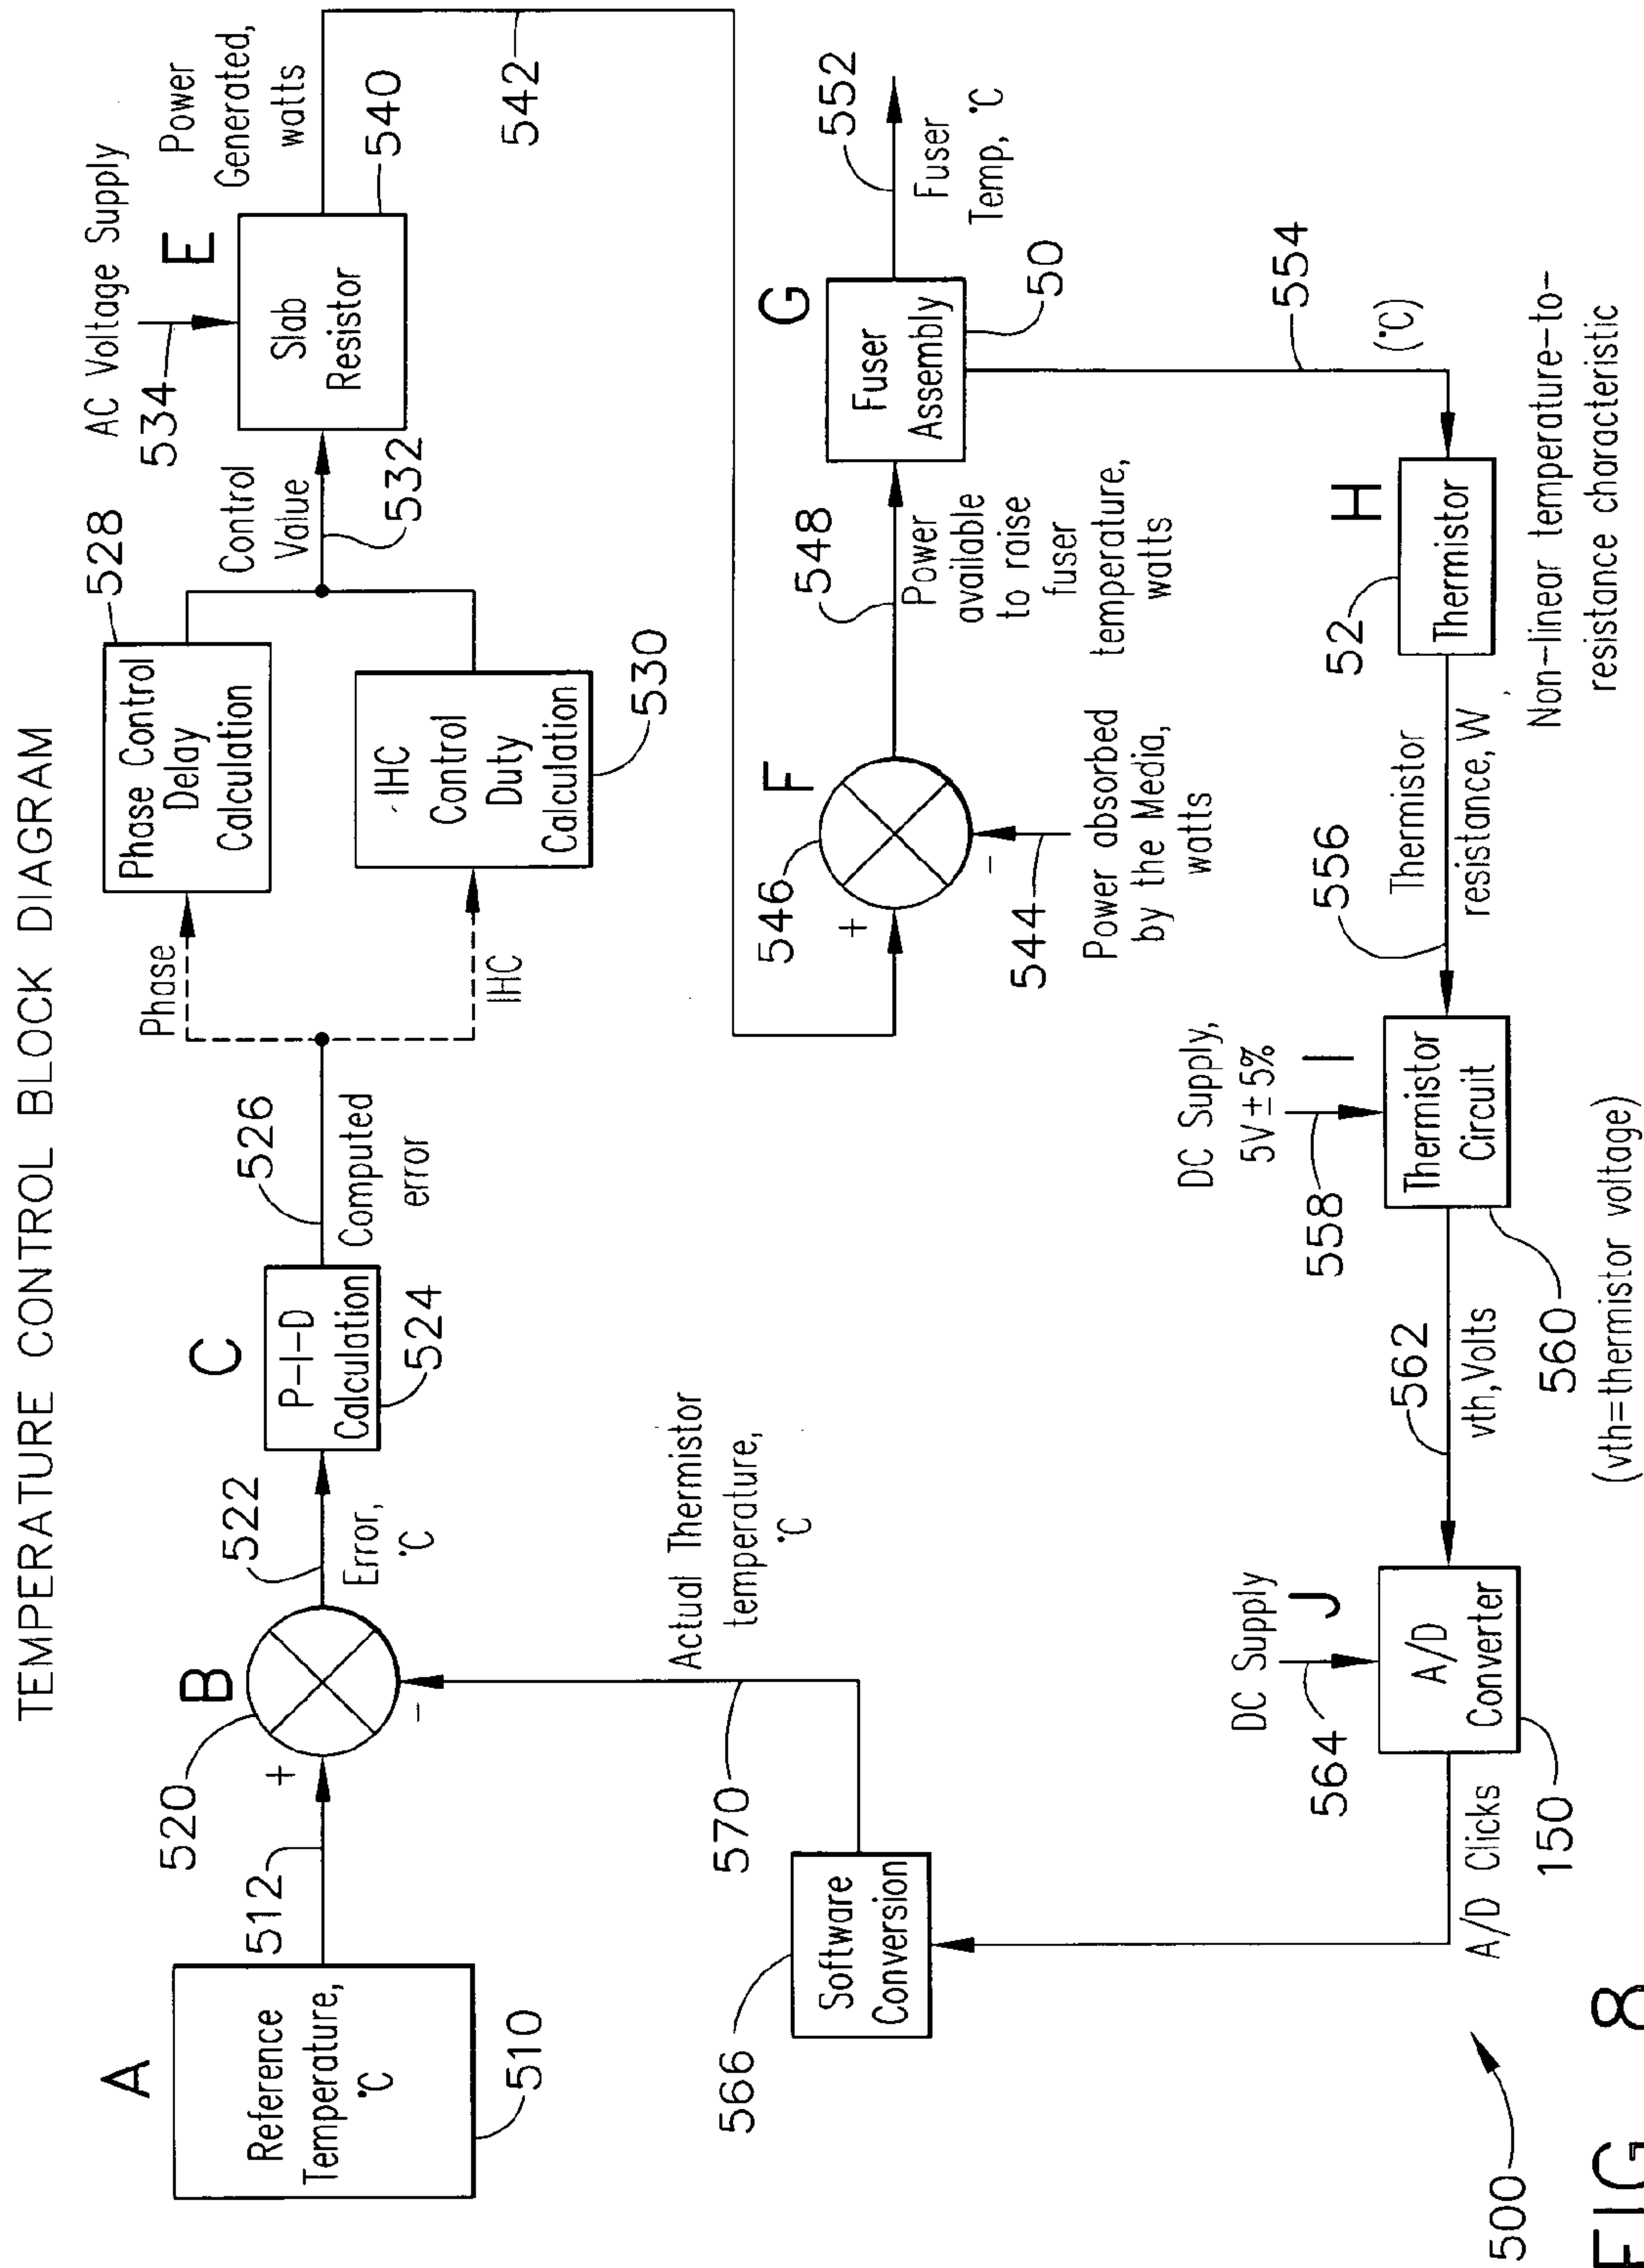 TEMPERATURE CONTROL BLOCK DIAGRAM
A
Reference
Temperature,
°C
510
512
+
520
B
-
522
Error,
°C
C
P-I-D
Calculation
524
526
Computed
error
Phase
IHC
528
Phase Control
Delay
Calculation
IHC
Control
Duty
Calculation
530
Control
Value
532
AC Voltage Supply
534
E
Slab
Resistor
540
Power
Generated,
watts
542
Actual Thermistor
temperature,
°C
570
566
Software
Conversion
546
F
+
-
544
Power absorbed
by the Media,
watts
548
Power
available
to raise
fuser
temperature,
watts
G
Fuser
Assembly
50
552
Fuser
Temp, °C
554
(°C)
H
52
Thermistor
Non-linear temperature-to-
resistance characteristic
556
Thermistor
resistance, W
DC Supply,
5V±5%
I
558
Thermistor
Circuit
560
(vth=thermistor voltage)
562
vth,Volts
DC Supply
J
564
A/D
Converter
150
A/D Clicks
500
FIG. 8